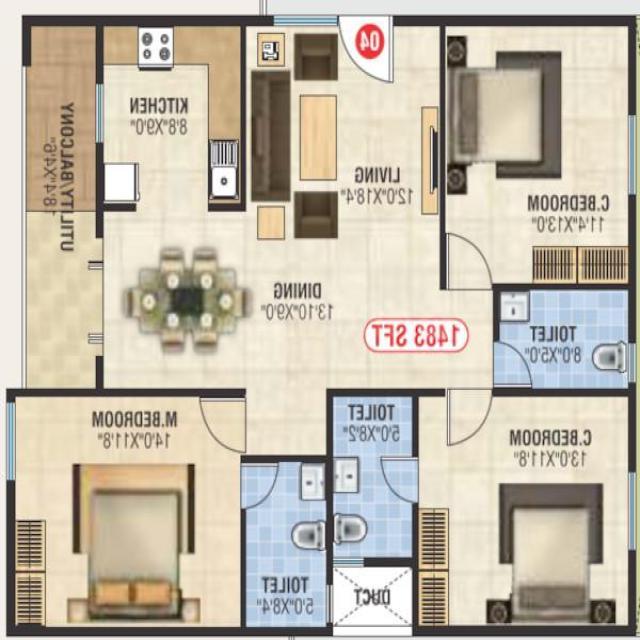 04
KITCHEN
8'8"X9'0"
UTILITY/BALCONY
18'4"X4'6"
LIVING
12'0"X18'4"
C.BEDROOM
11'4"X13'0"
DINING
13'10"X9'0"
1483 SFT
TOILET
8'0"X5'0"
M.BEDROOM
14'0"X11'8"
TOILET
5'0"X8'2"
C.BEDROOM
13'0"X11'8"
TOILET
5'0"X8'4"
DUCT